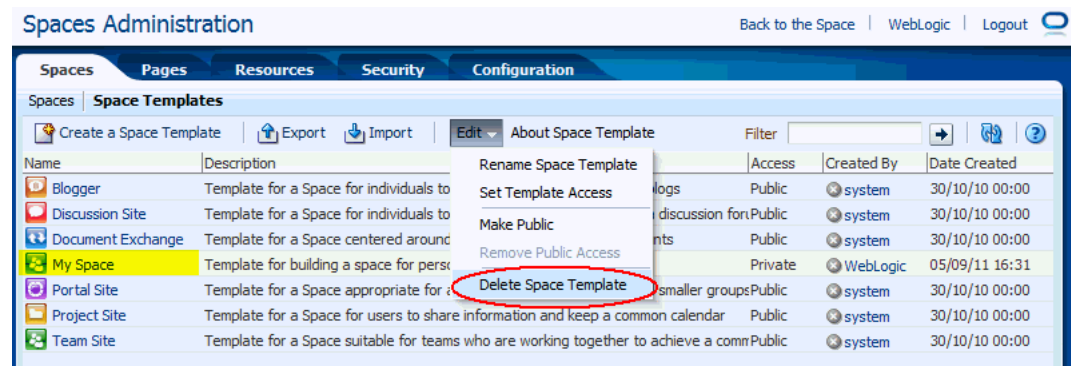 Spaces Administration
Back to the Space | WebLogic | Logout
Spaces Pages Resources Security Configuration
Spaces | Space Templates
Create a Space Template Export Import Edit About Space Template Filter
Name Description Access Created By Date Created
Rename Space Template
Blogger Template for a Space for individuals to logs Public system 30/10/10 00:00
Set Template Access
Discussion Site Template for a Space for individuals to discussion for Public system 30/10/10 00:00
Make Public
Document Exchange Template for a Space centered around nts Public system 30/10/10 00:00
Remove Public Access
My Space Template for building a space for perso Private WebLogic 05/09/11 16:31
Delete Space Template
Portal Site Template for a Space appropriate for a smaller groups Public system 30/10/10 00:00
Project Site Template for a Space for users to share information and keep a common calendar Public system 30/10/10 00:00
Team Site Template for a Space suitable for teams who are working together to achieve a comm Public system 30/10/10 00:00